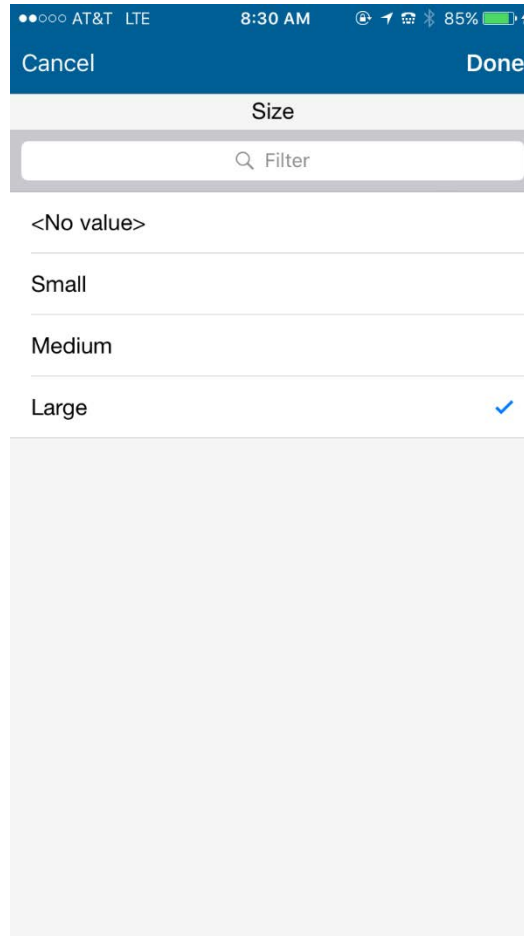 AT&T LTE 8:30 AM 85%
Cancel Done
Size
Filter
<No value>
Small
Medium
Large